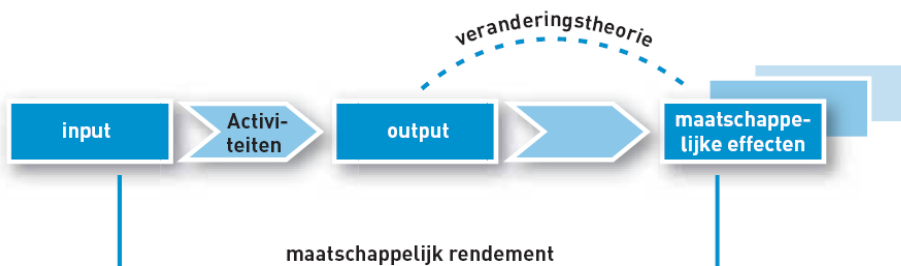 veranderingstheorie
input
Activi-
teiten
output
maatschappe-
lijke effecten
maatschappelijk rendement